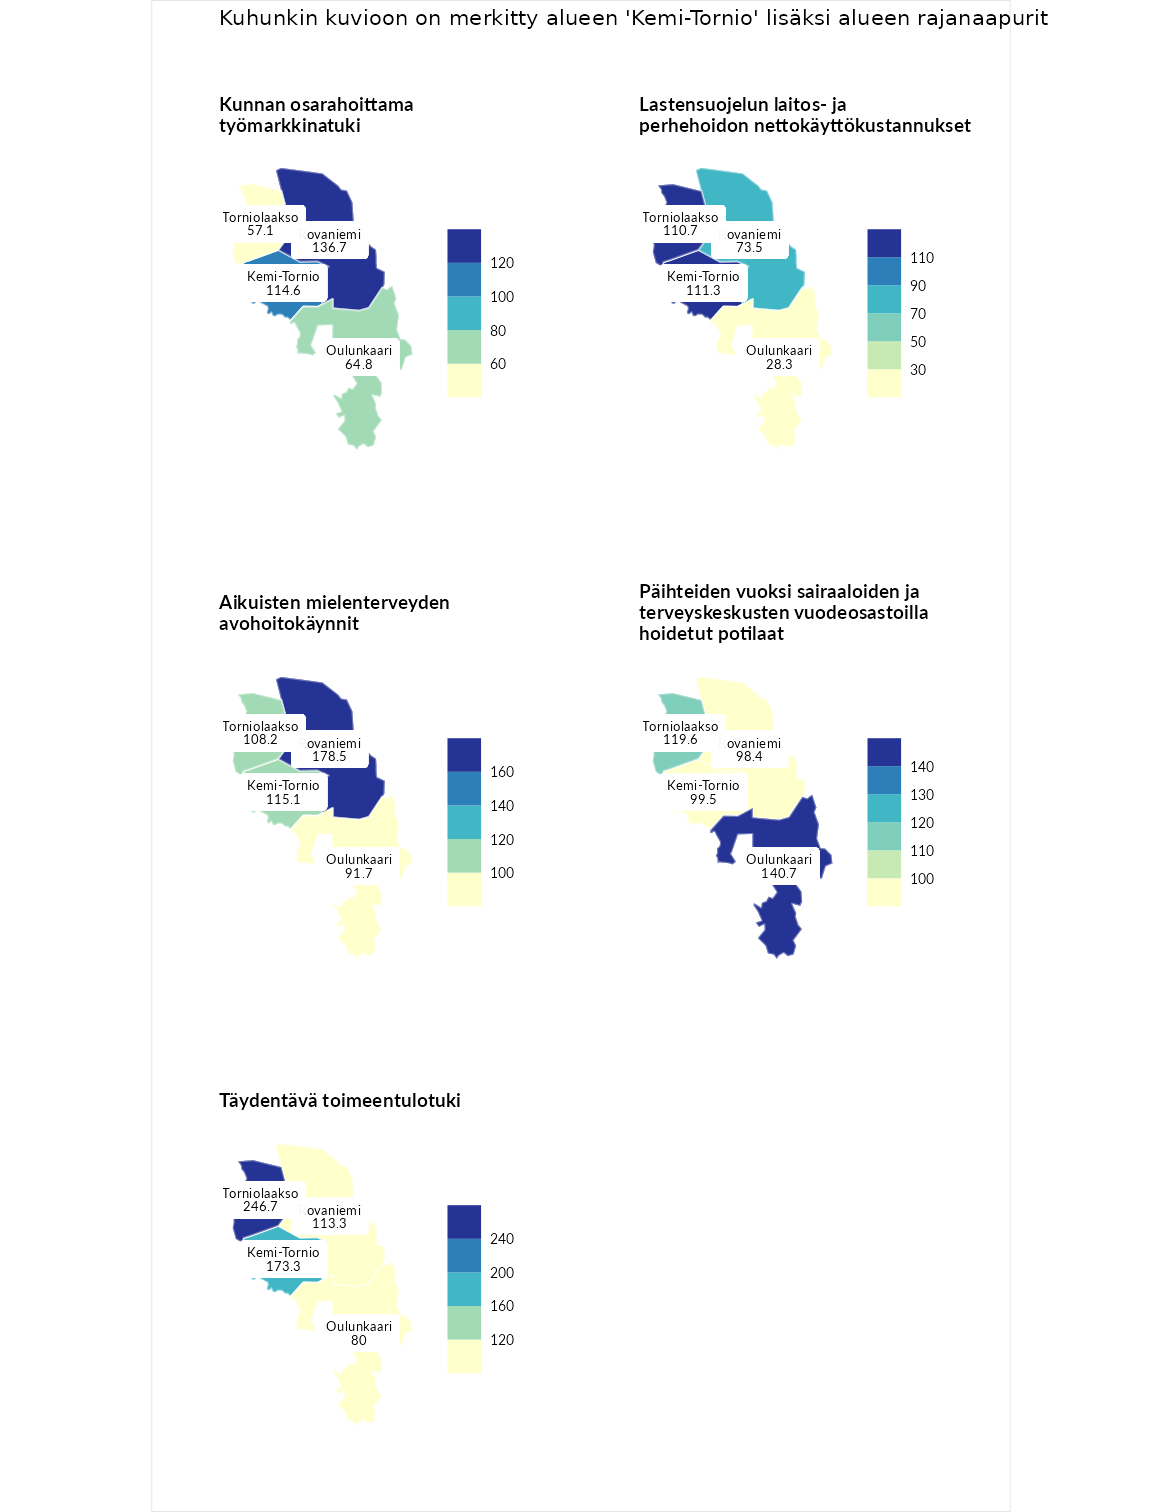 Kuhunkin kuvioon on merkitty alueen 'Kemi-Tornio' lisäksi alueen rajanaapurit
Kunnan osarahoittama
työmarkkinatuki
Torniolaakso
57.1
136.7
Kemi-Tornio
114.6
Oulunkaari
64.8
120
100
80
60
Lastensuojelun laitos- ja
perhehoidon nettokäyttökustannukset
Torniolaakso
110.7
ovaniemi
73.5
Kemi-Tornio
111.3
Oulunkaari
28.3
110
90
70
50
30
Aikuisten mielenterveyden
avohoitokäynnit
Torniolaakso
108.2
ovaniemi
178.5
Kemi-Tornio
115.1
Oulunkaari
91.7
160
140
120
100
Päihteiden vuoksi sairaaloiden ja
terveyskeskusten vuodeosastoilla
hoidetut potilaat
Torniolaakso
119.6
ovaniemi
98.4
Kemi-Tornio
99.5
Oulunkaari
140.7
140
130
120
110
100
Täydentävä toimeentulotuki
Torniolaakso
246.7
ovaniemi
113.3
Kemi-Tornio
173.3
Oulunkaari
80
240
200
160
120